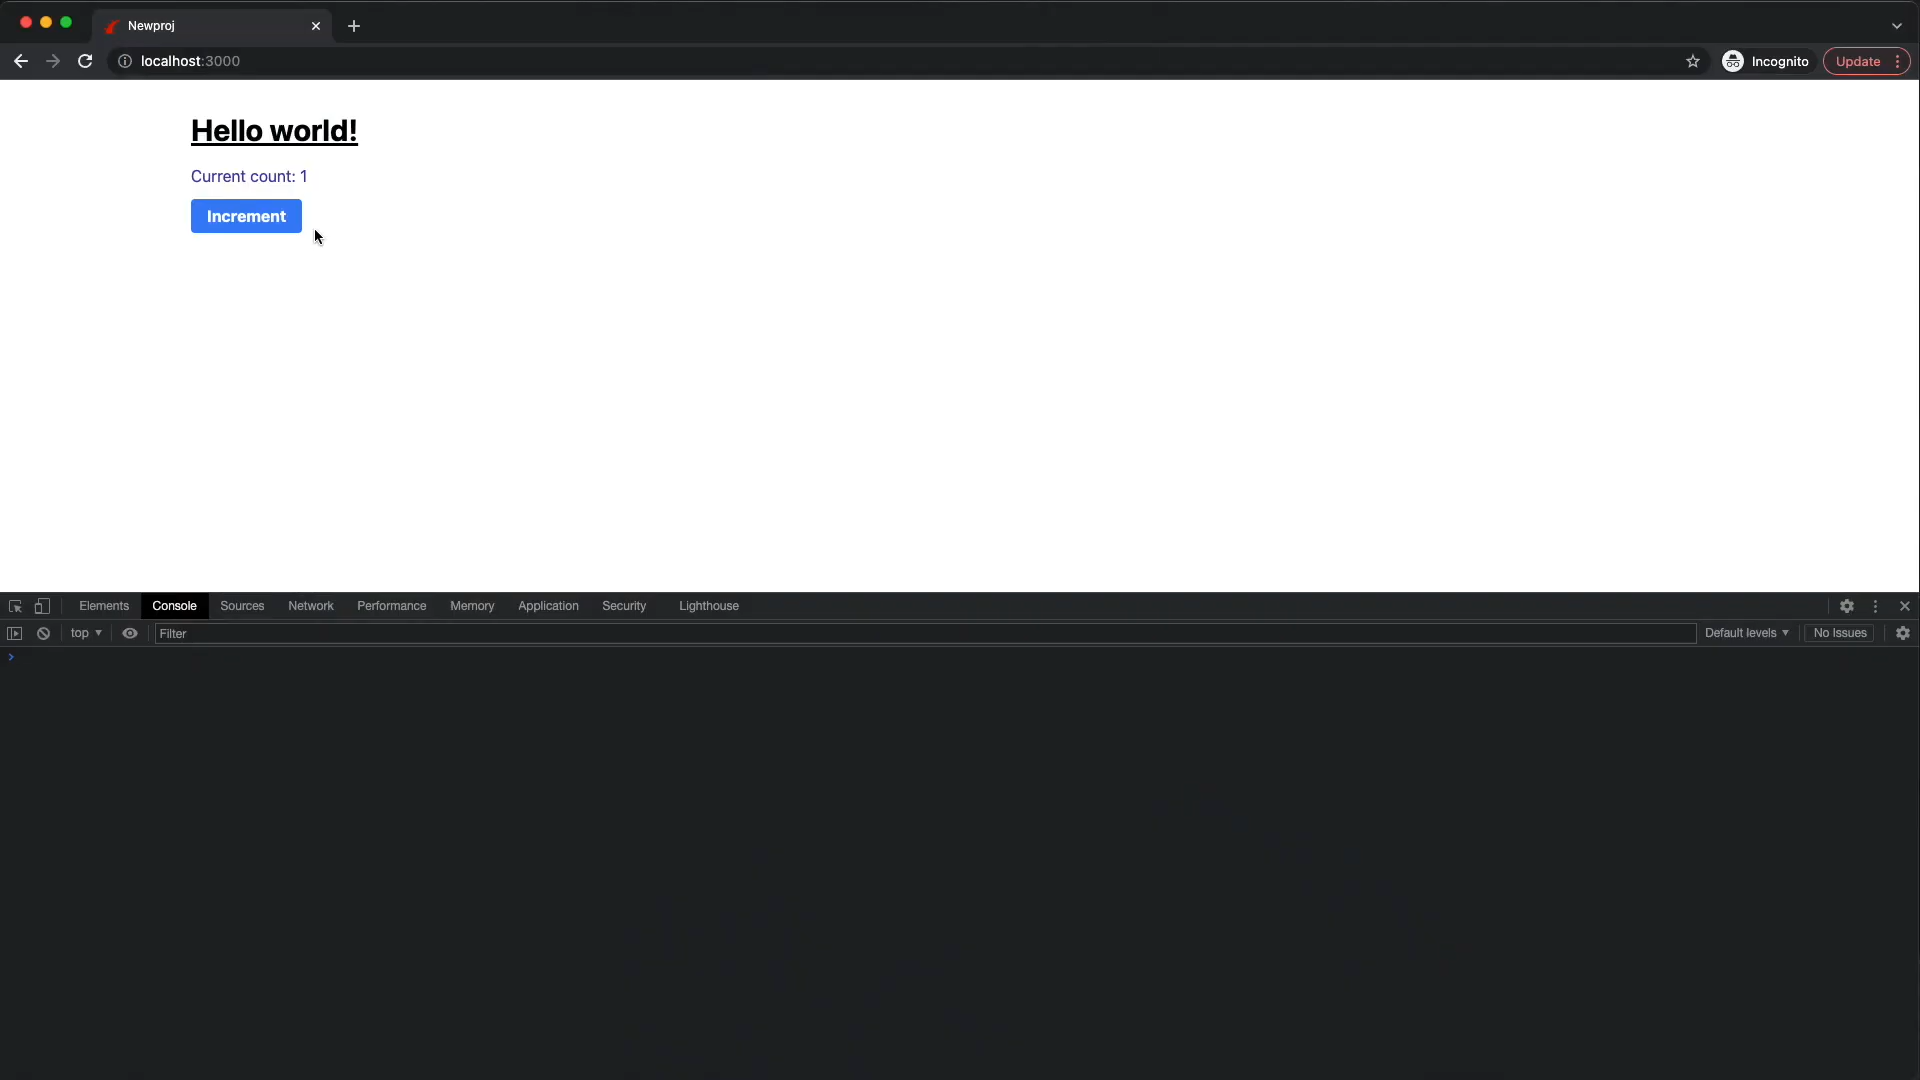 Newproj
localhost:3000
Incognito
Update
Hello world!
Current count: 1
Increment
Elements Console Sources Network Performance Memory Application Security Lighthouse
top Filter Default levels No Issues